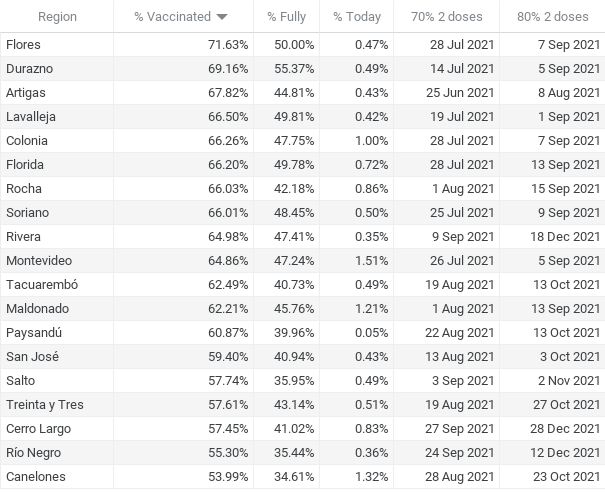 Region % Vaccinated % Fully % Today 70% 2 doses 80% 2 doses
Flores 71.63% 50.00% 0.47% 28 Jul 2021 7 Sep 2021
Durazno 69.16% 55.37% 0.49% 14 Jul 2021 5 Sep 2021
Artigas 67.82% 44.81% 0.43% 25 Jun 2021 8 Aug 2021
Lavalleja 66.50% 49.81% 0.42% 19 Jul 2021 1 Sep 2021
Colonia 66.26% 47.75% 1.00% 28 Jul 2021 7 Sep 2021
Florida 66.20% 49.78% 0.72% 28 Jul 2021 13 Sep 2021
Rocha 66.03% 42.18% 0.86% 1 Aug 2021 15 Sep 2021
Soriano 66.01% 48.45% 0.50% 25 Jul 2021 9 Sep 2021
Rivera 64.98% 47.41% 0.35% 9 Sep 2021 18 Dec 2021
Montevideo 64.86% 47.24% 1.51% 26 Jul 2021 5 Sep 2021
Tacuarembó 62.49% 40.73% 0.49% 19 Aug 2021 13 Oct 2021
Maldonado 62.21% 45.76% 1.21% 1 Aug 2021 13 Sep 2021
Paysandú 60.87% 39.96% 0.05% 22 Aug 2021 13 Oct 2021
San José 59.40% 40.94% 0.43% 13 Aug 2021 3 Oct 2021
Salto 57.74% 35.95% 0.49% 3 Sep 2021 2 Nov 2021
Treinta y Tres 57.61% 43.14% 0.51% 19 Aug 2021 27 Oct 2021
Cerro Largo 57.45% 41.02% 0.83% 27 Sep 2021 28 Dec 2021
Río Negro 55.30% 35.44% 0.36% 24 Sep 2021 12 Dec 2021
Canelones 53.99% 34.61% 1.32% 28 Aug 2021 23 Oct 2021